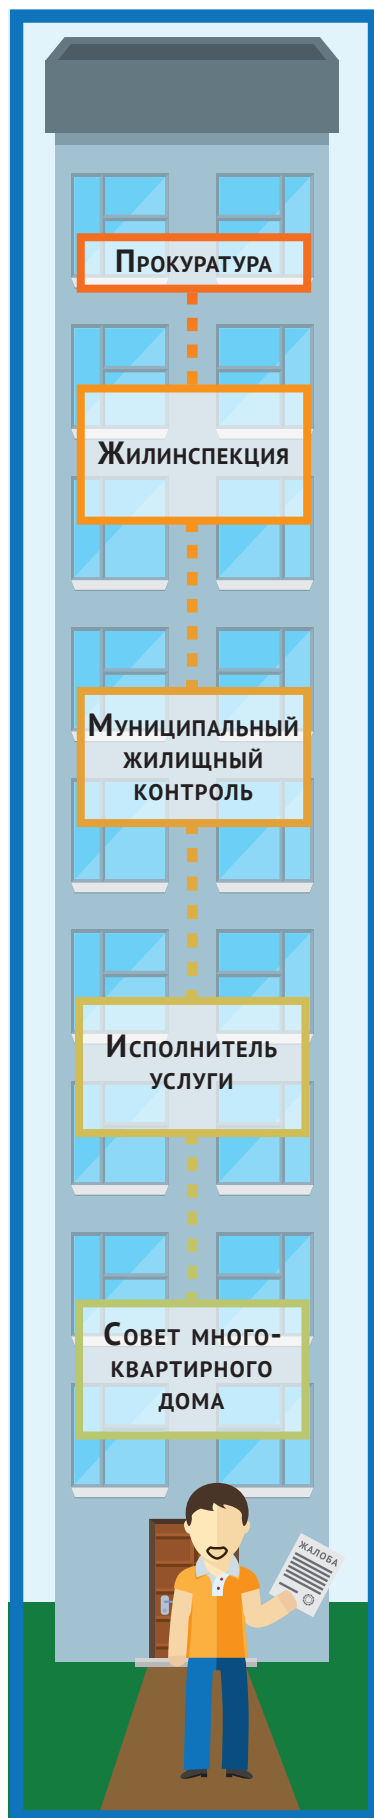 Прокуратура
Жилинспекция
Муниципальный
жилищный
контроль
Исполнитель
услуги
Совет много-
квартирного
дома
ЖАЛОБА